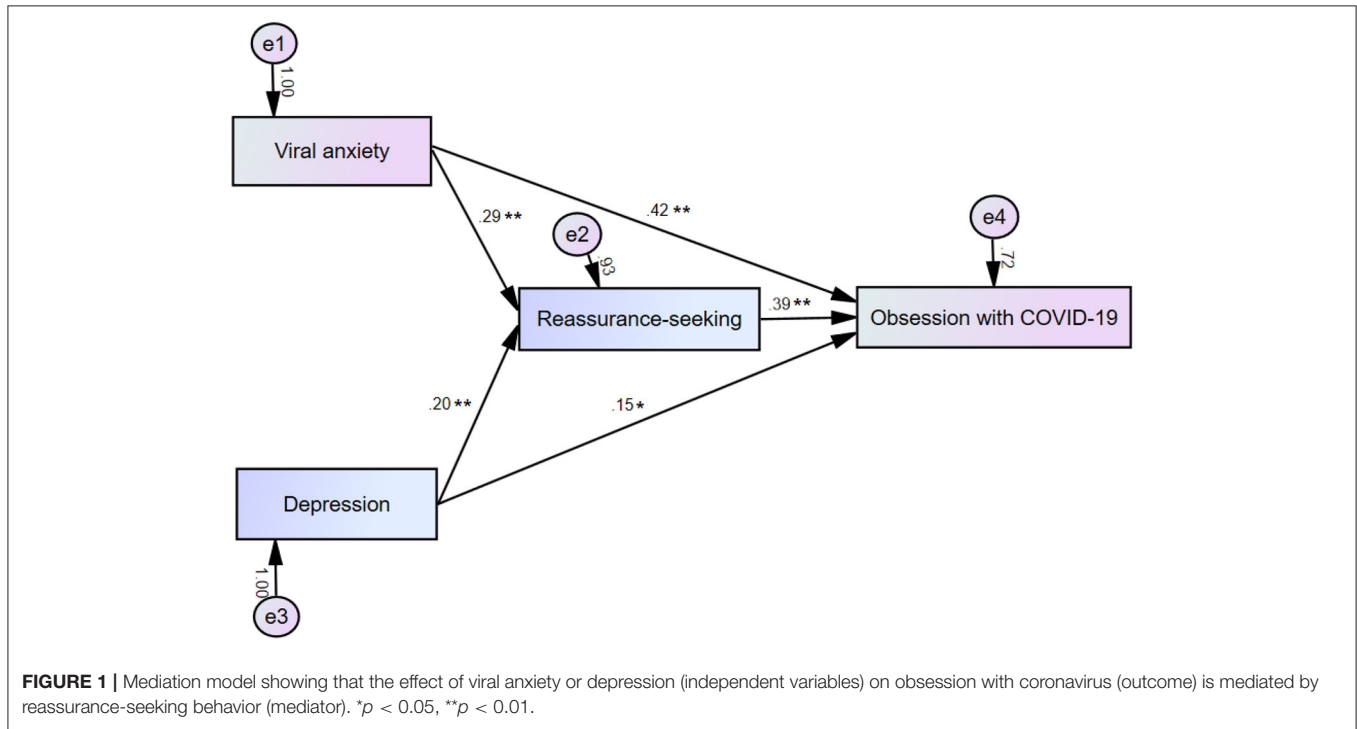 e1
1.00
Viral anxiety
.29 **
.42 **
e2
.93
e4
.72
Reassurance-seeking
.39 **
Obsession with COVID-19
.20 **
.15 *
Depression
1.00
e3
FIGURE 1 | Mediation model showing that the effect of viral anxiety or depression (independent variables) on obsession with coronavirus (outcome) is mediated by
reassurance-seeking behavior (mediator). *p < 0.05, **p < 0.01.